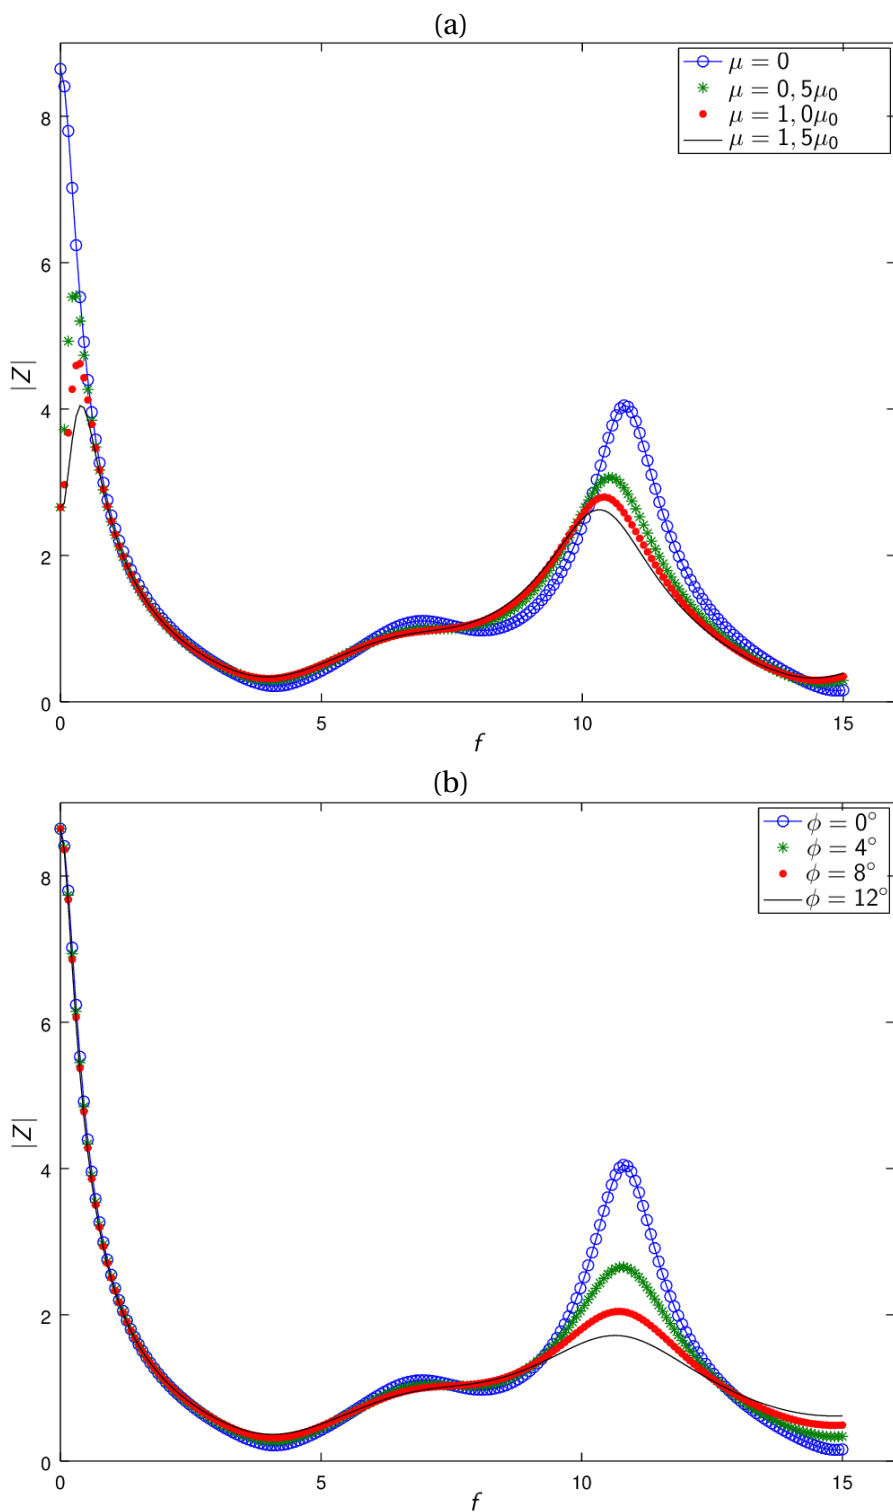 (a)
μ = 0
μ = 0, 5μ₀
μ = 1, 0μ₀
μ = 1, 5μ₀
8
6
4
2
0
|Z|
0 5 10 15
f
(b)
ϕ = 0°
ϕ = 4°
ϕ = 8°
ϕ = 12°
8
6
4
2
0
|Z|
0 5 10 15
f